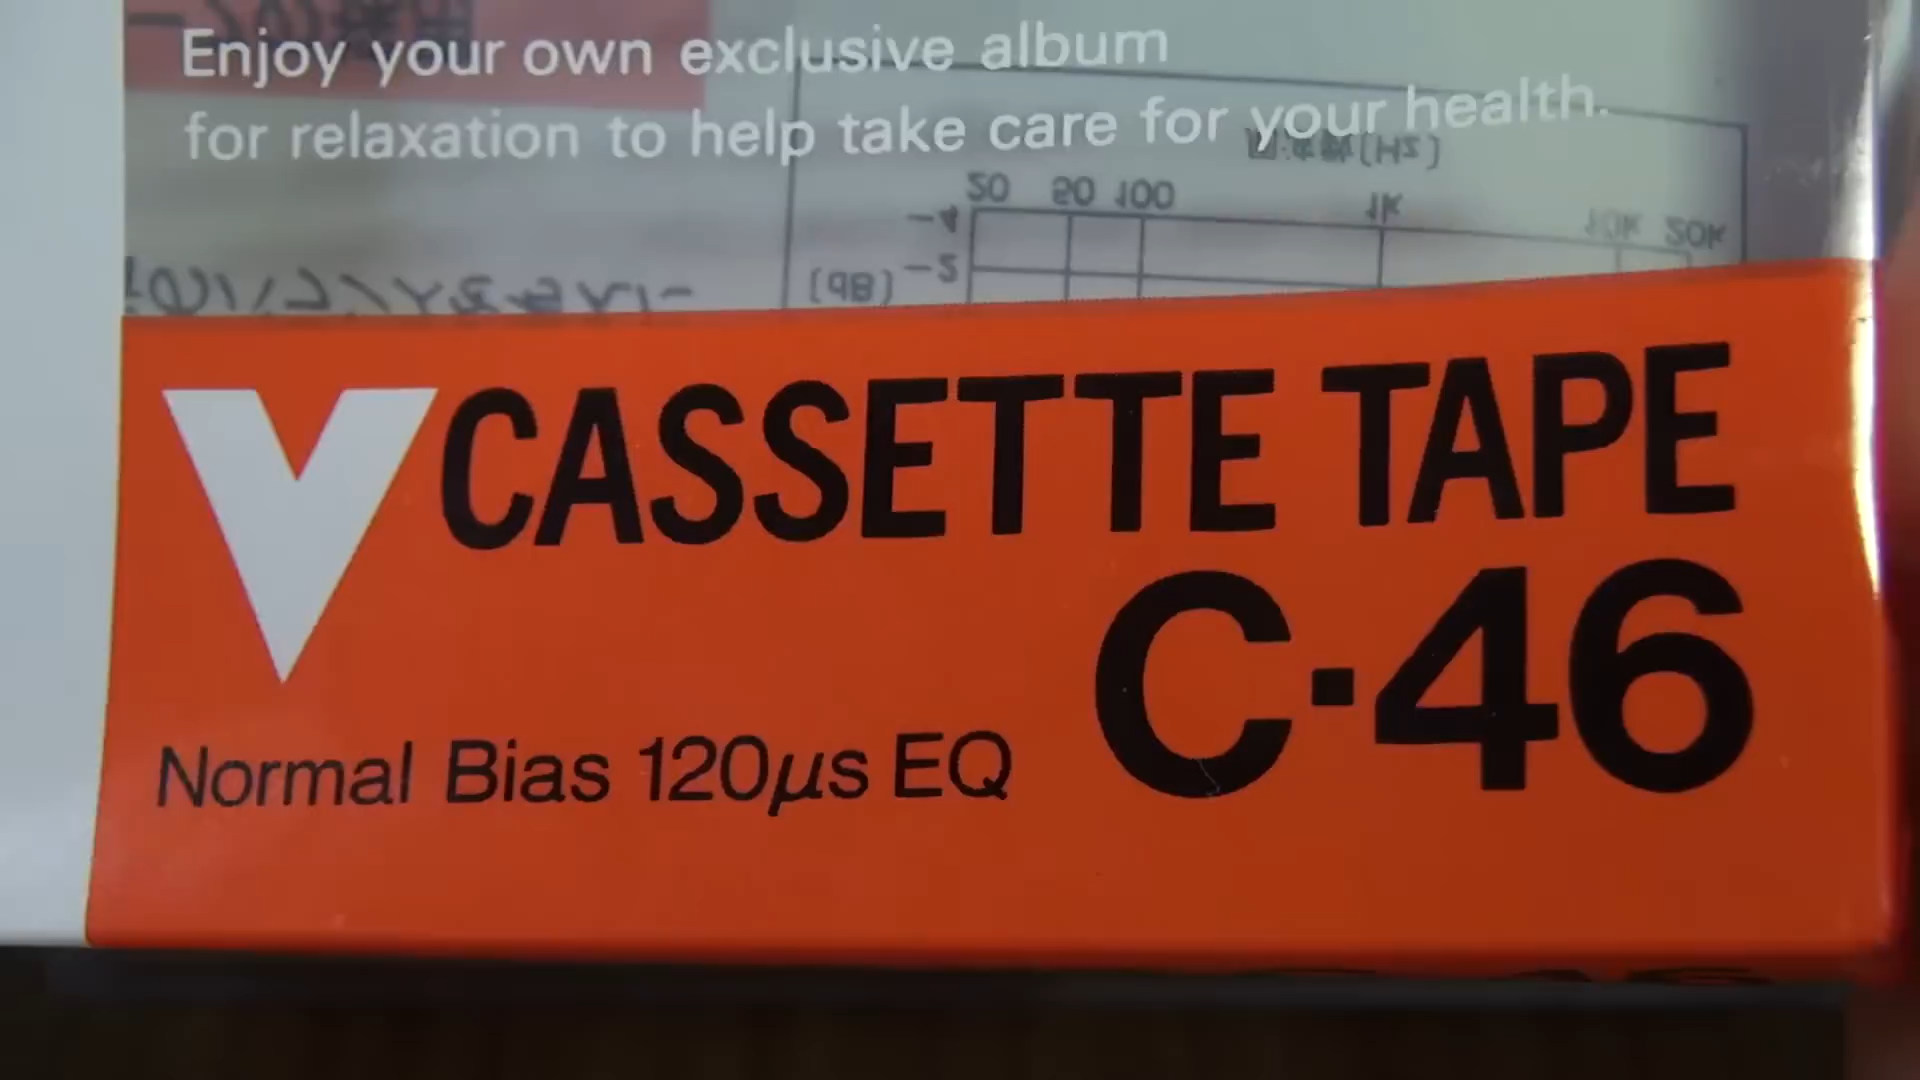 Enjoy your own exclusive album
for relaxation to help take care for your health.
(Hz)
20 50 100 1k 10k 20k
-4
(dB) -2
V CASSETTE TAPE
C·46
Normal Bias 120μs EQ